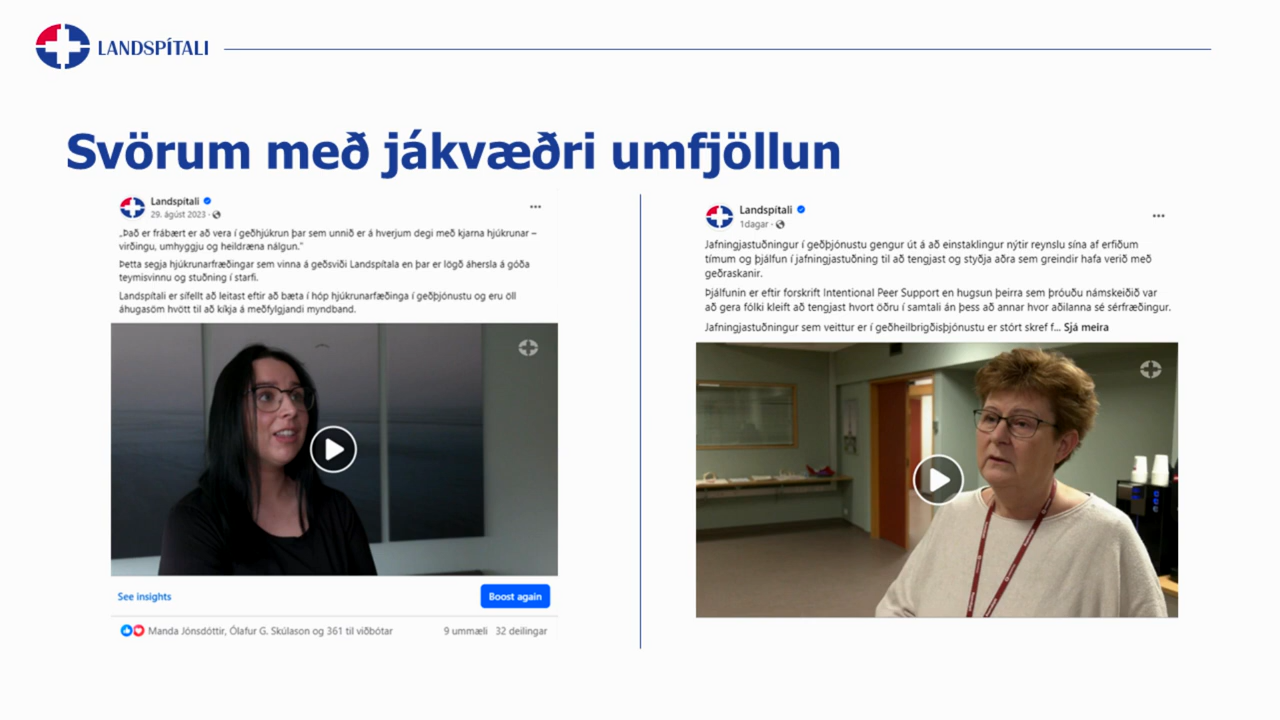 LANDSPÍTALI
Svörum með jákvæðri umfjöllun
Landspítali
29. ágúst 2023 ·
„Það er frábært er að vera í geðhjúkrun þar sem unnið er á hverjum degi með kjarna hjúkrunar –
virðingu, umhyggju og heildræna nálgun.“
Þetta segja hjúkrunarfræðingar sem vinna á geðsviði Landspítala en þar er lögð áhersla á góða
teymisvinnu og stuðning í starfi.
Landspítali er sífellt að leitast eftir að bæta í hóp hjúkrunarfæðinga í geðþjónustu og eru öll
áhugasöm hvött til að kíkja á meðfylgjandi myndband.
See insights
Boost again
Manda Jónsdóttir, Ólafur G. Skúlason og 361 til viðbótar
9 ummæli 32 deilingar
Landspítali
1dagar ·
Jafningjastuðningur í geðþjónustu gengur út á að einstaklingur nýtir reynslu sína af erfiðum
tímum og þjálfun í jafningjastuðning til að tengjast og styðja aðra sem greindir hafa verið með
geðraskanir.
Þjálfunin er eftir forskrift Intentional Peer Support en hugsun þeirra sem þróuðu námskeiðið var
að gera fólki kleift að tengjast hvort öðru í samtali án þess að annar hvor aðilanna sé sérfræðingur.
Jafningjastuðningur sem veittur er í geðheilbrigðisþjónustu er stórt skref f... Sjá meira